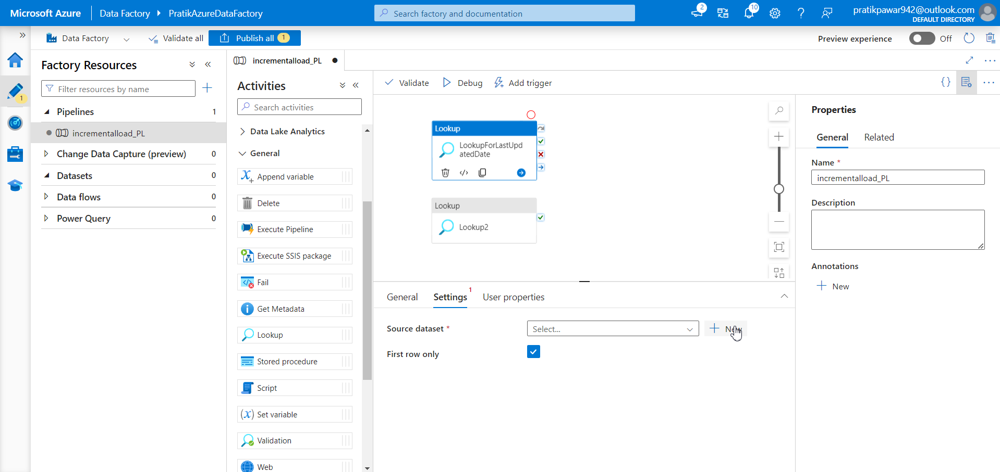 Microsoft Azure
Data Factory
PratikAzureDataFactory
Search factory and documentation
2
10
pratikpawar942@outlook.com
DEFAULT DIRECTORY
Data Factory
Validate all
Publish all 1
Preview experience
Off
1
Factory Resources
Filter resources by name
Pipelines 1
incrementalload_PL
Change Data Capture (preview) 0
Datasets 0
Data flows 0
Power Query 0
incrementalload_PL
Activities
Search activities
Data Lake Analytics
General
Append variable
Delete
Execute Pipeline
Execute SSIS package
Fail
Get Metadata
Lookup
Stored procedure
Script
Set variable
Validation
Web
Validate
Debug
Add trigger
Lookup
LookupForLastUpd
atedDate
Lookup
Lookup2
General
Settings 1
User properties
Source dataset *
Select...
New
First row only
Properties
General
Related
Name *
incrementalload_PL
Description
Annotations
New